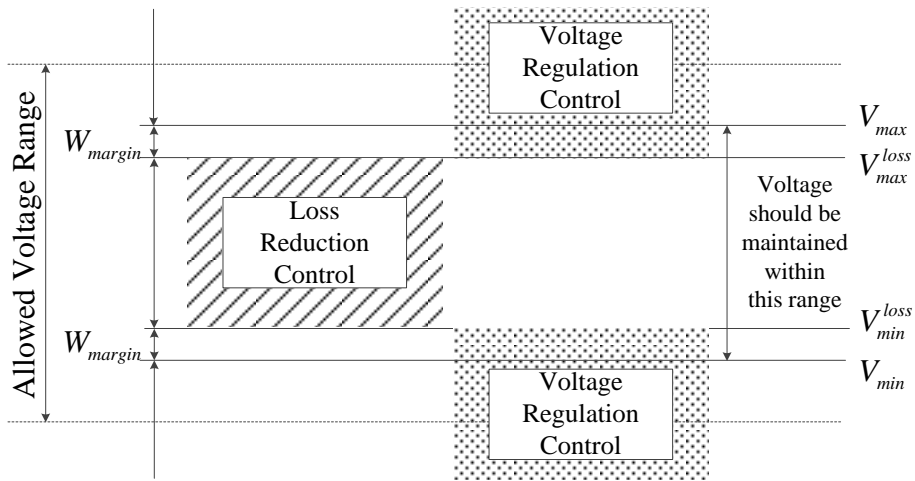 Voltage
Regulation
Control
Allowed Voltage Range
W_margin
V_max
V_max^loss
Loss
Reduction
Control
Voltage
should be
maintained
within
this range
W_margin
V_min^loss
V_min
Voltage
Regulation
Control